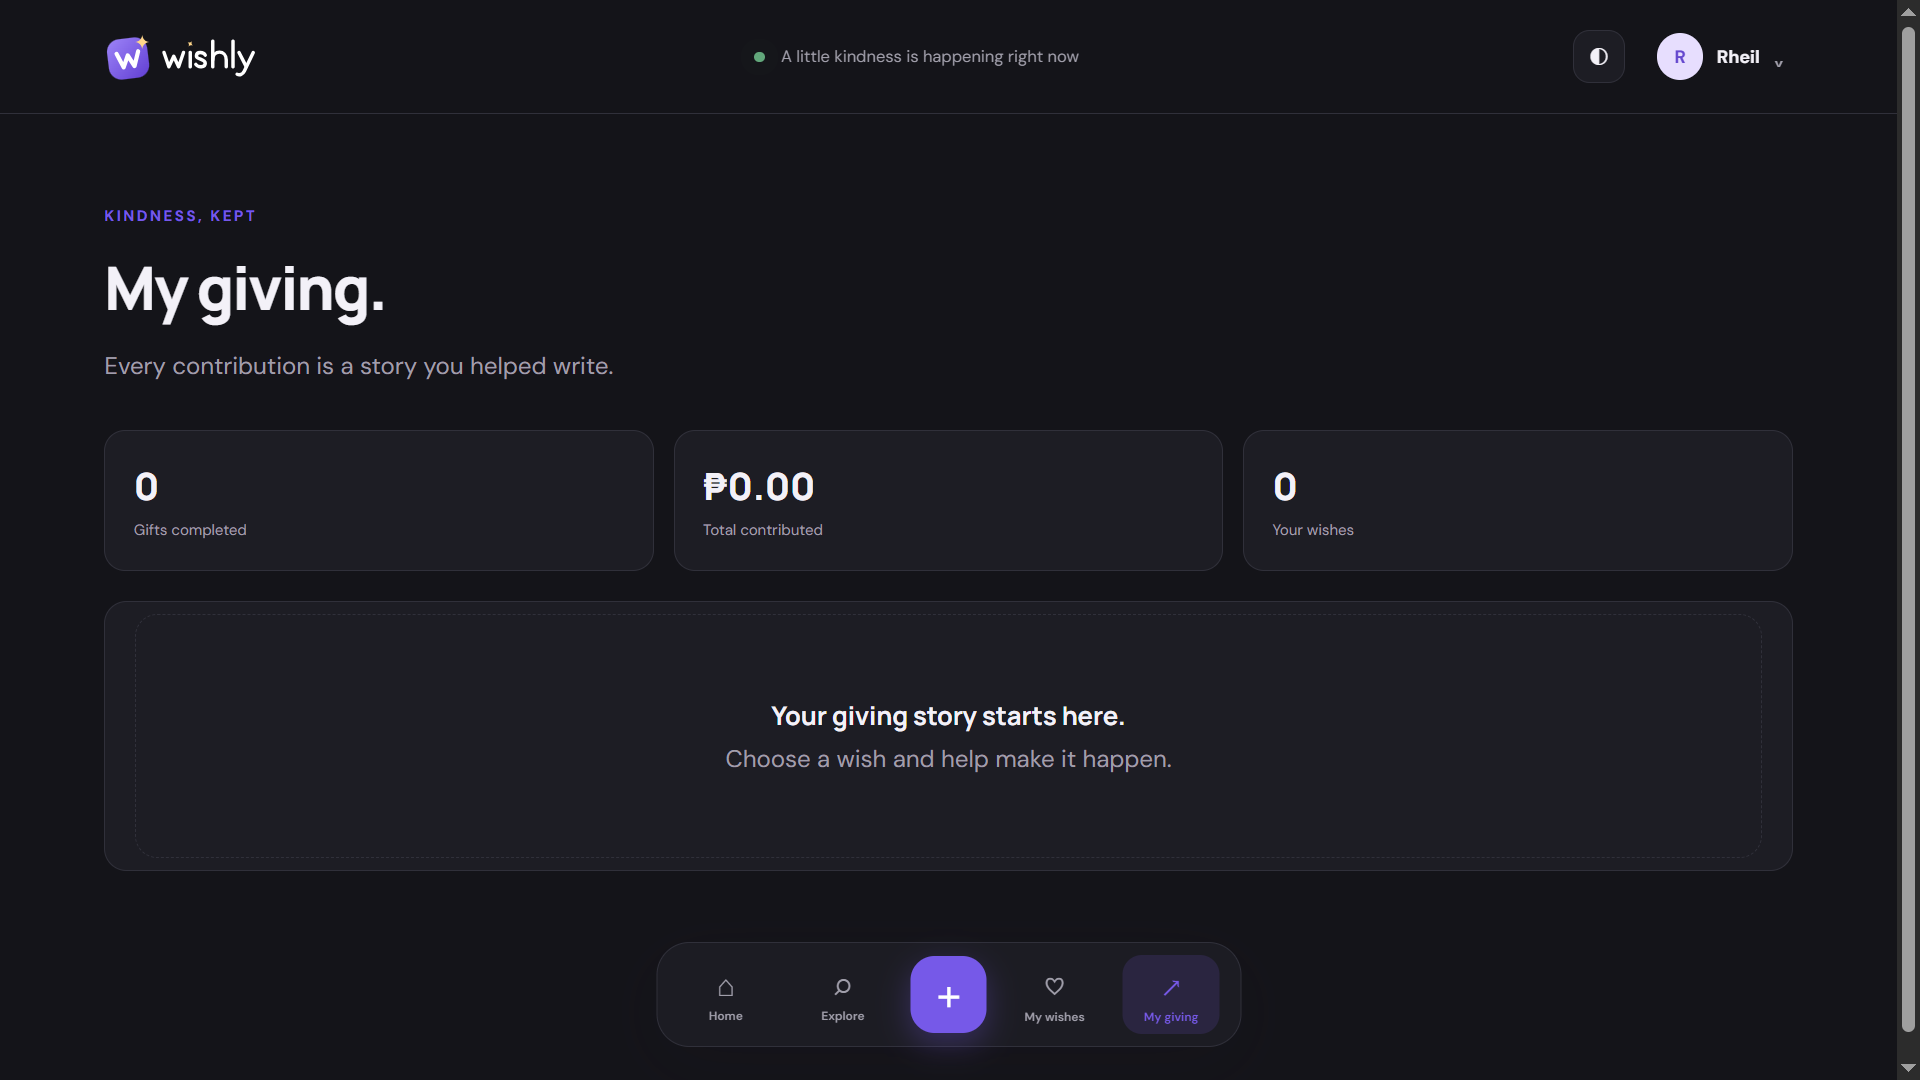 wishly
A little kindness is happening right now
R
Rheil
KINDNESS, KEPT
My giving.
Every contribution is a story you helped write.
0
Gifts completed
₱0.00
Total contributed
0
Your wishes
Your giving story starts here.
Choose a wish and help make it happen.
Home
Explore
+
My wishes
My giving